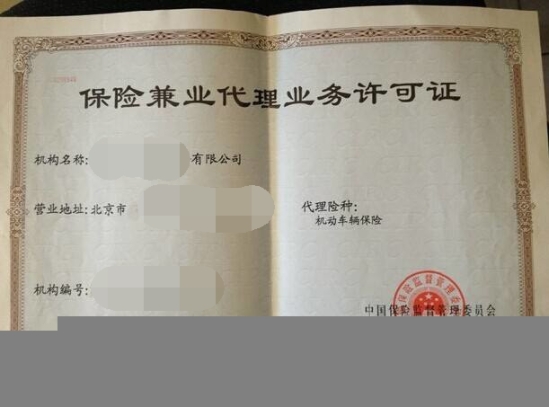 保险兼业代理业务许可证
机构名称: 有限公司
营业地址: 北京市
代理险种:
机动车辆保险
机构编号:
中国保险监督管理委员会